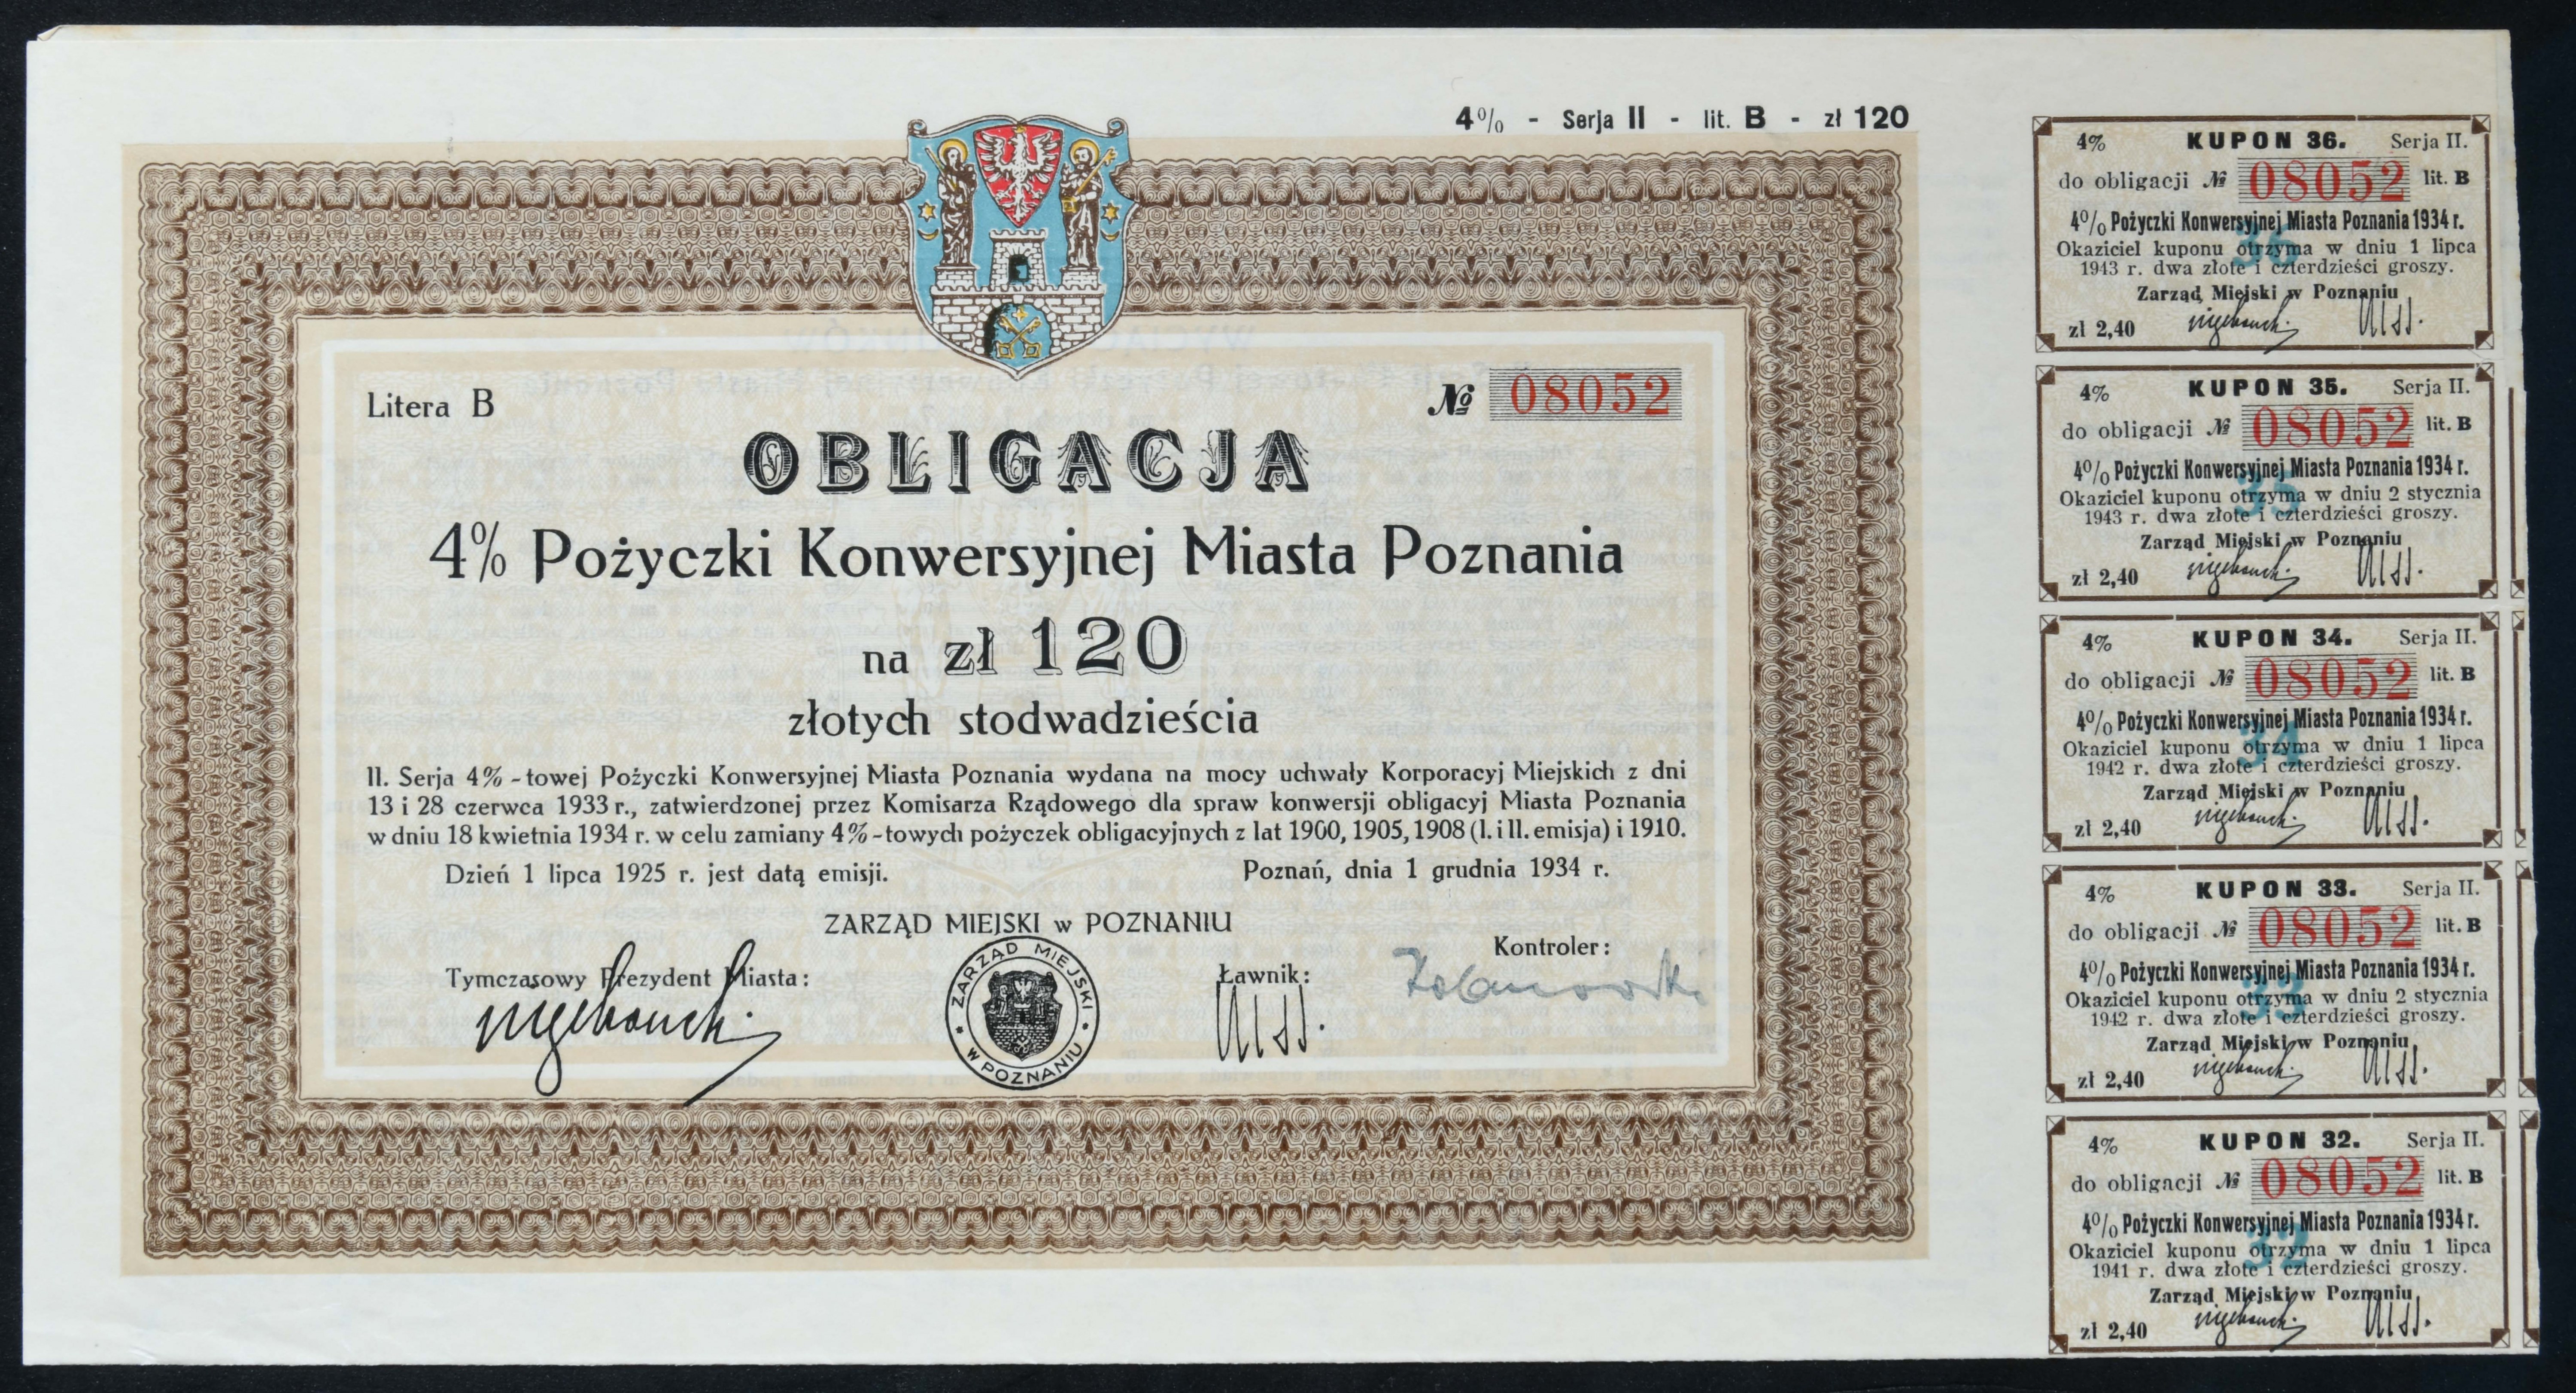 4% - Serja II - lit. B - zł 120
Litera B
№ 08052
OBLIGACJA
4% Pożyczki Konwersyjnej Miasta Poznania
na zł 120
złotych stodwadzieścia
II. Serja 4%-towej Pożyczki Konwersyjnej Miasta Poznania wydana na mocy uchwały Korporacyj Miejskich z dni
13 i 28 czerwca 1933 r., zatwierdzonej przez Komisarza Rządowego dla spraw konwersji obligacyj Miasta Poznania
w dniu 18 kwietnia 1934 r. w celu zamiany 4%-towych pożyczek obligacyjnych z lat 1900, 1905, 1908 (I. i II. emisja) i 1910.
Dzień 1 lipca 1925 r. jest datą emisji.
Poznań, dnia 1 grudnia 1934 r.
ZARZĄD MIEJSKI w POZNANIU
Tymczasowy Prezydent Miasta:
ZARZĄD MIEJSKI * W POZNANIU *
Ławnik:
Kontroler:
4% KUPON 36. Serja II.
do obligacji № 08052 lit. B
4% Pożyczki Konwersyjnej Miasta Poznania 1934 r.
36
Okaziciel kuponu otrzyma w dniu 1 lipca
1943 r. dwa złote i czterdzieści groszy.
Zarząd Miejski w Poznaniu
zł 2,40
4% KUPON 35. Serja II.
do obligacji № 08052 lit. B
4% Pożyczki Konwersyjnej Miasta Poznania 1934 r.
35
Okaziciel kuponu otrzyma w dniu 2 stycznia
1943 r. dwa złote i czterdzieści groszy.
Zarząd Miejski w Poznaniu
zł 2,40
4% KUPON 34. Serja II.
do obligacji № 08052 lit. B
4% Pożyczki Konwersyjnej Miasta Poznania 1934 r.
34
Okaziciel kuponu otrzyma w dniu 1 lipca
1942 r. dwa złote i czterdzieści groszy.
Zarząd Miejski w Poznaniu
zł 2,40
4% KUPON 33. Serja II.
do obligacji № 08052 lit. B
4% Pożyczki Konwersyjnej Miasta Poznania 1934 r.
33
Okaziciel kuponu otrzyma w dniu 2 stycznia
1942 r. dwa złote i czterdzieści groszy.
Zarząd Miejski w Poznaniu
zł 2,40
4% KUPON 32. Serja II.
do obligacji № 08052 lit. B
4% Pożyczki Konwersyjnej Miasta Poznania 1934 r.
32
Okaziciel kuponu otrzyma w dniu 1 lipca
1941 r. dwa złote i czterdzieści groszy.
Zarząd Miejski w Poznaniu
zł 2,40